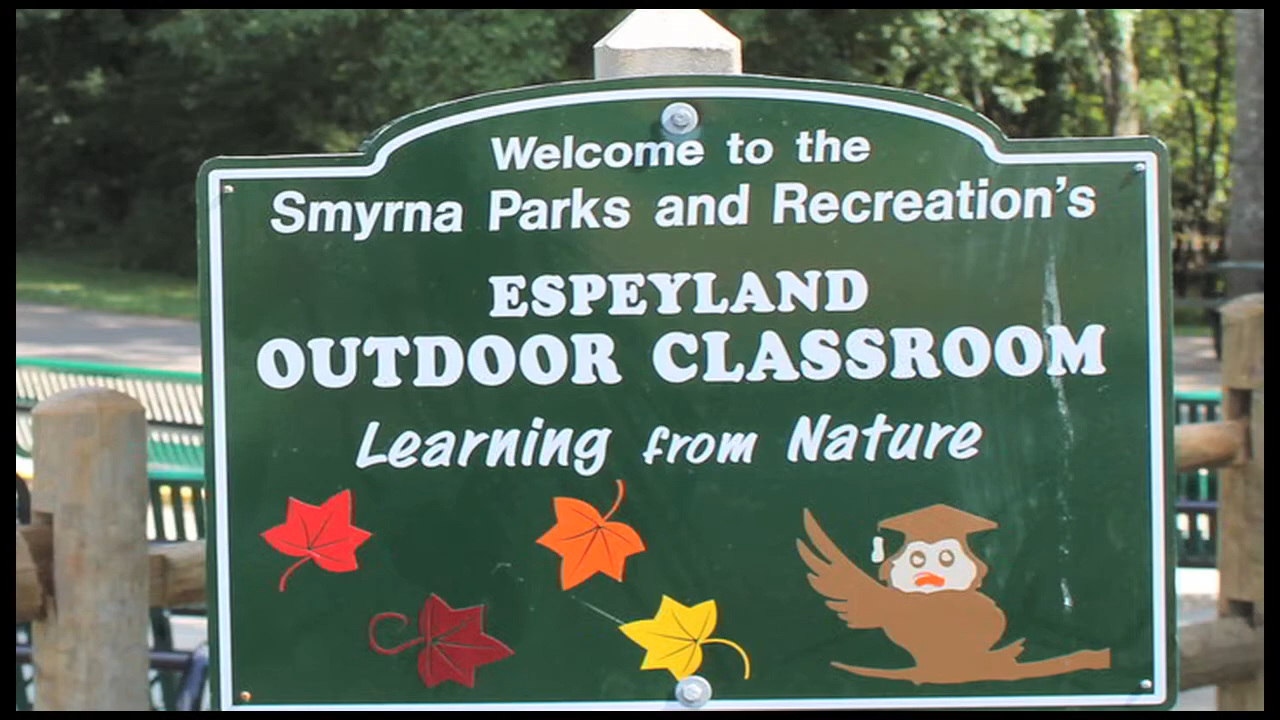 Welcome to the
Smyrna Parks and Recreation's
ESPEYLAND
OUTDOOR CLASSROOM
Learning from Nature